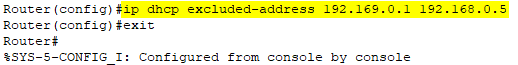 Router(config)#ip dhcp excluded-address 192.169.0.1 192.168.0.5
Router(config)#exit
Router#
%SYS-5-CONFIG_I: Configured from console by console